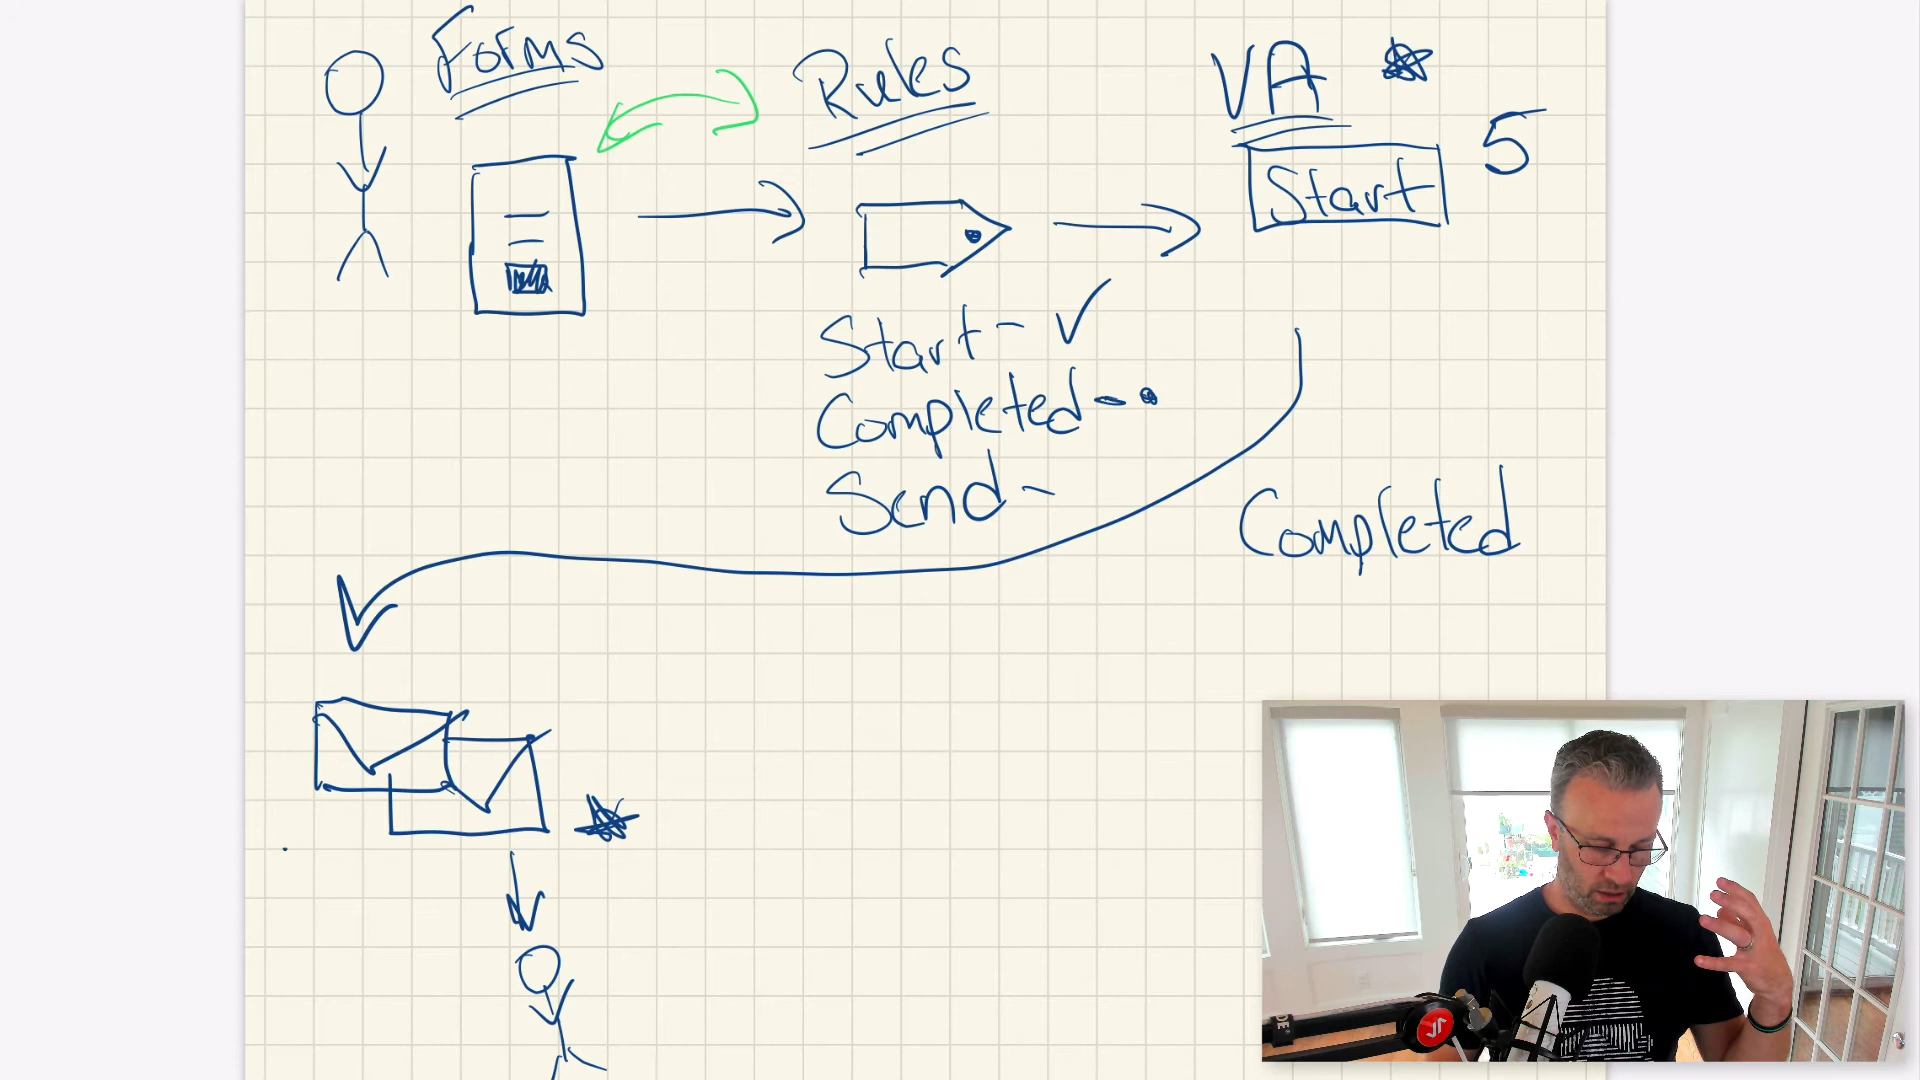 Forms
Rules
VA
5
Start
Start - ✓
Completed -
Send -
Completed